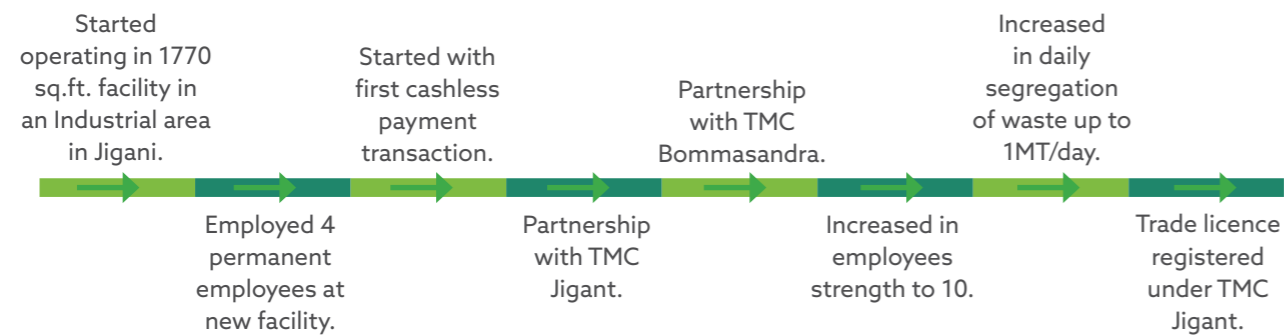 Started
operating in 1770
sq.ft. facility in
an Industrial area
in Jigani.
Employed 4
permanent
employees at
new facility.
Started with
first cashless
payment
transaction.
Partnership
with TMC
Jigant.
Partnership
with TMC
Bommasandra.
Increased in
employees
strength to 10.
Increased
in daily
segregation
of waste up to
1MT/day.
Trade licence
registered
under TMC
Jigant.